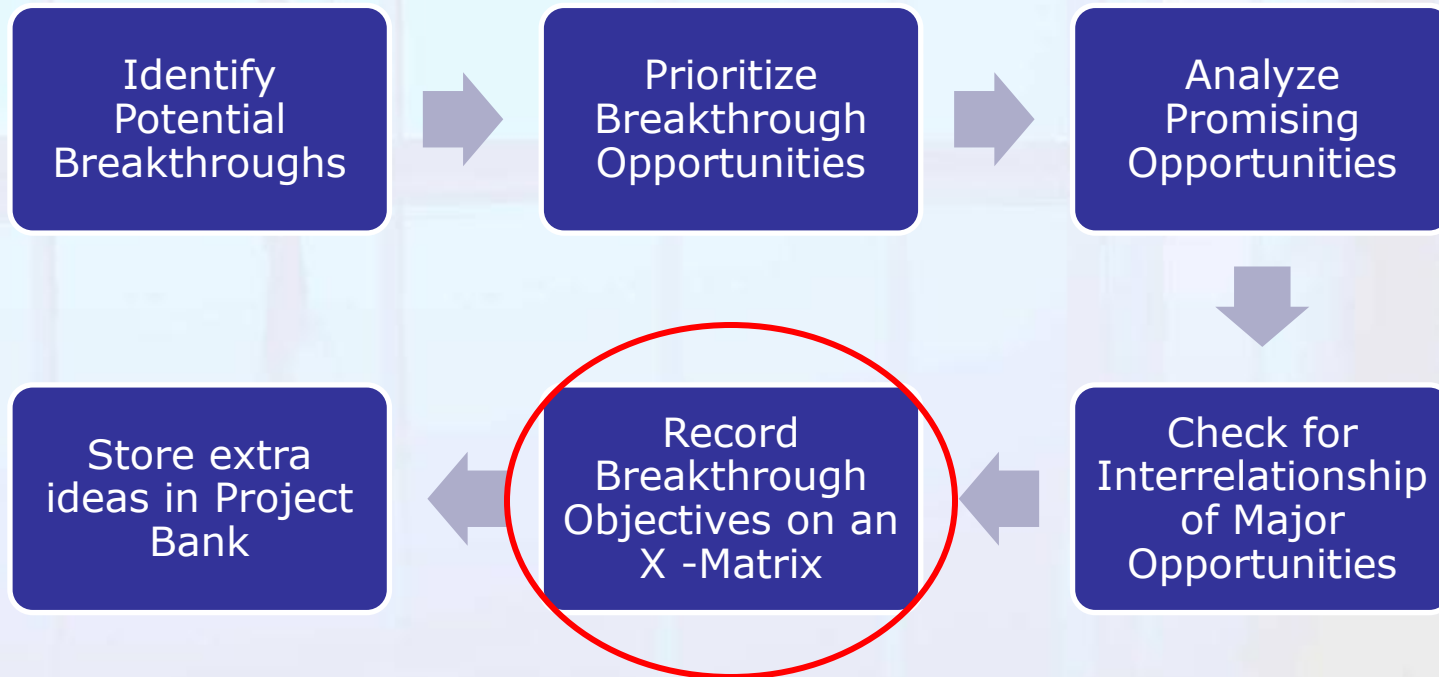 Identify
Potential
Breakthroughs
Prioritize
Breakthrough
Opportunities
Analyze
Promising
Opportunities
Check for
Interrelationship
of Major
Opportunities
Record
Breakthrough
Objectives on an
X -Matrix
Store extra
ideas in Project
Bank